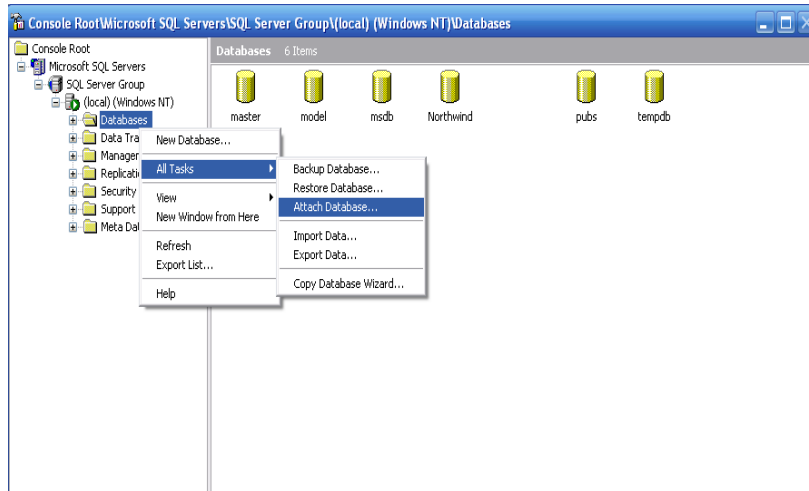 Console Root\Microsoft SQL Servers\SQL Server Group\(local) (Windows NT)\Databases
Console Root
Microsoft SQL Servers
SQL Server Group
(local) (Windows NT)
Databases
Data Tra
Manager
Replicati
Security
Support
Meta Dat
Databases 6 Items
master model msdb Northwind pubs tempdb
New Database...
All Tasks
View
New Window from Here
Refresh
Export List...
Help
Backup Database...
Restore Database...
Attach Database...
Import Data...
Export Data...
Copy Database Wizard...